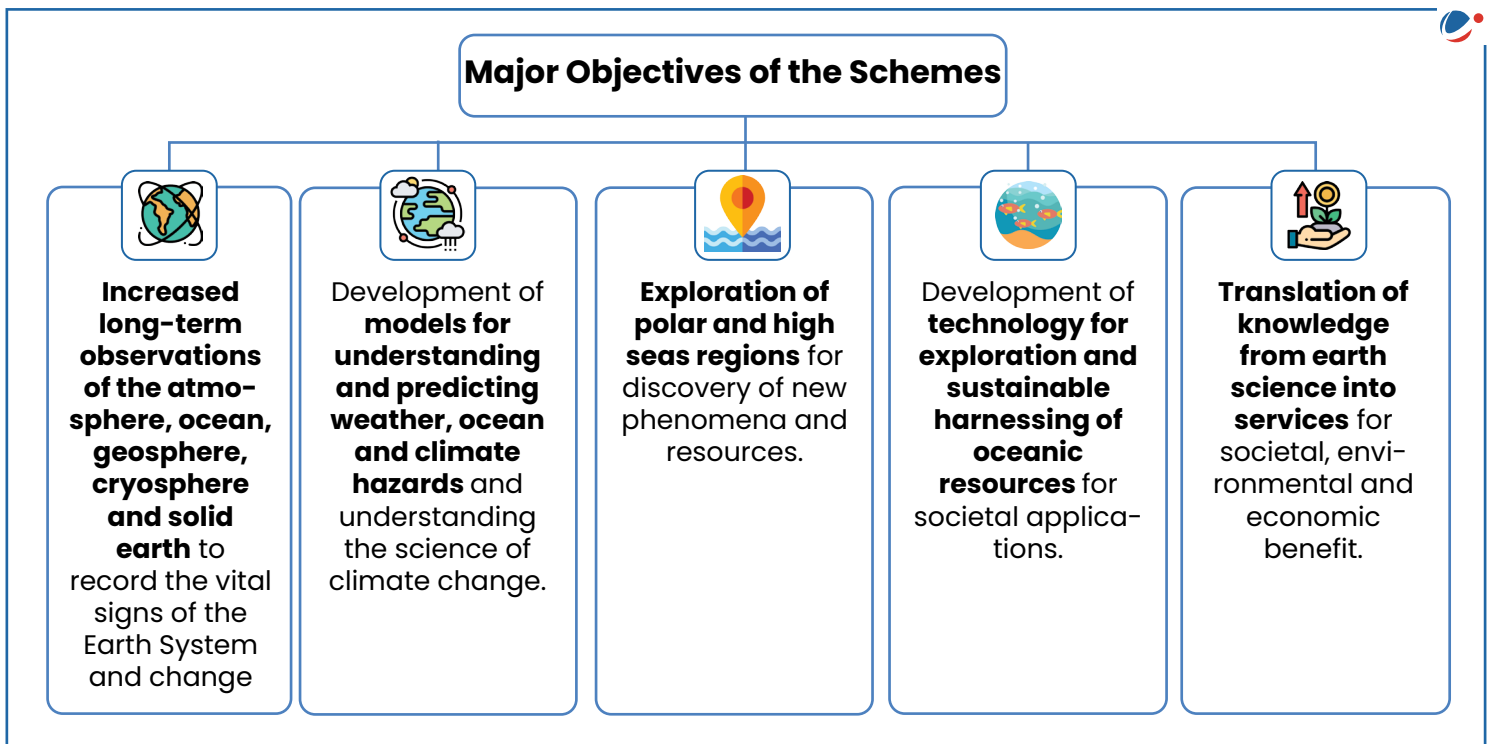 Major Objectives of the Schemes
Increased
long-term
observations
of the atmo-
sphere, ocean,
geosphere,
cryosphere
and solid
earth to
record the vital
signs of the
Earth System
and change
Development of
models for
understanding
and predicting
weather, ocean
and climate
hazards and
understanding
the science of
climate change.
Exploration of
polar and high
seas regions for
discovery of new
phenomena and
resources.
Development of
technology for
exploration and
sustainable
harnessing of
oceanic
resources for
societal applica-
tions.
Translation of
knowledge
from earth
science into
services for
societal, envi-
ronmental and
economic
benefit.